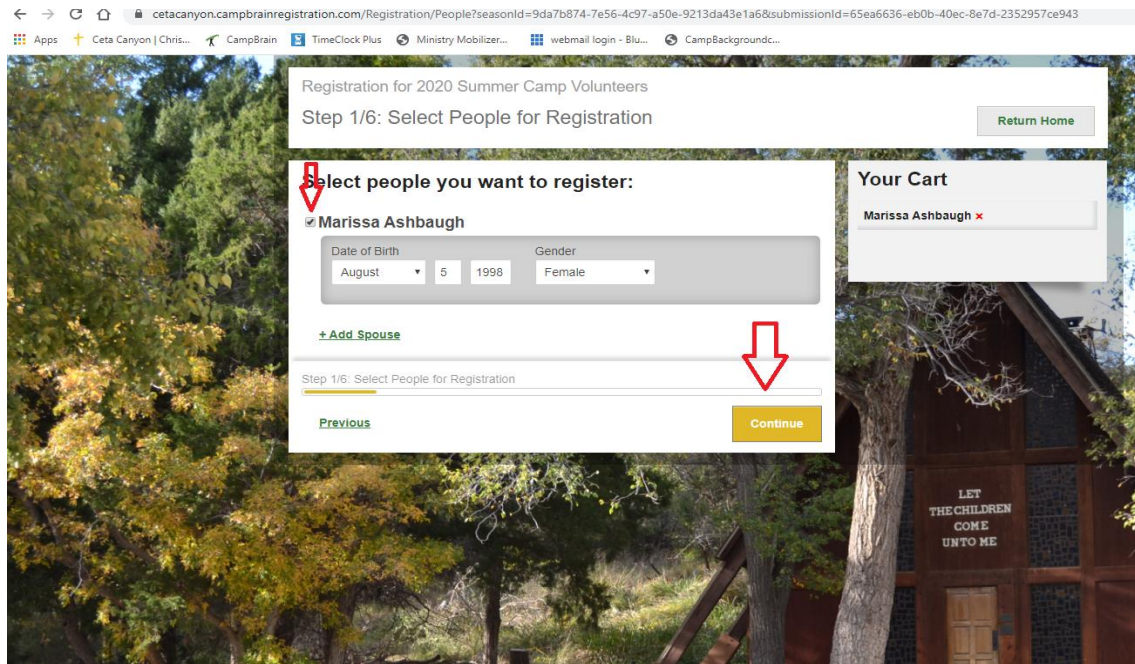 cetacanyon.campbrainregistration.com/Registration/People?seasonId=9da7b874-7e56-4c97-a50e-9213da43e1a6&submissionId=65ea6636-eb0b-40ec-8e7d-2352957ce943
Apps Ceta Canyon | Chris... CampBrain TimeClock Plus Ministry Mobilizer... webmail login - Blu... CampBackgroundc...
Registration for 2020 Summer Camp Volunteers
Step 1/6: Select People for Registration
Return Home
Select people you want to register:
Marissa Ashbaugh
Date of Birth Gender
August 5 1998 Female
+ Add Spouse
Step 1/6: Select People for Registration
Previous Continue
Your Cart
Marissa Ashbaugh ×
LET
THE CHILDREN
COME
UNTO ME